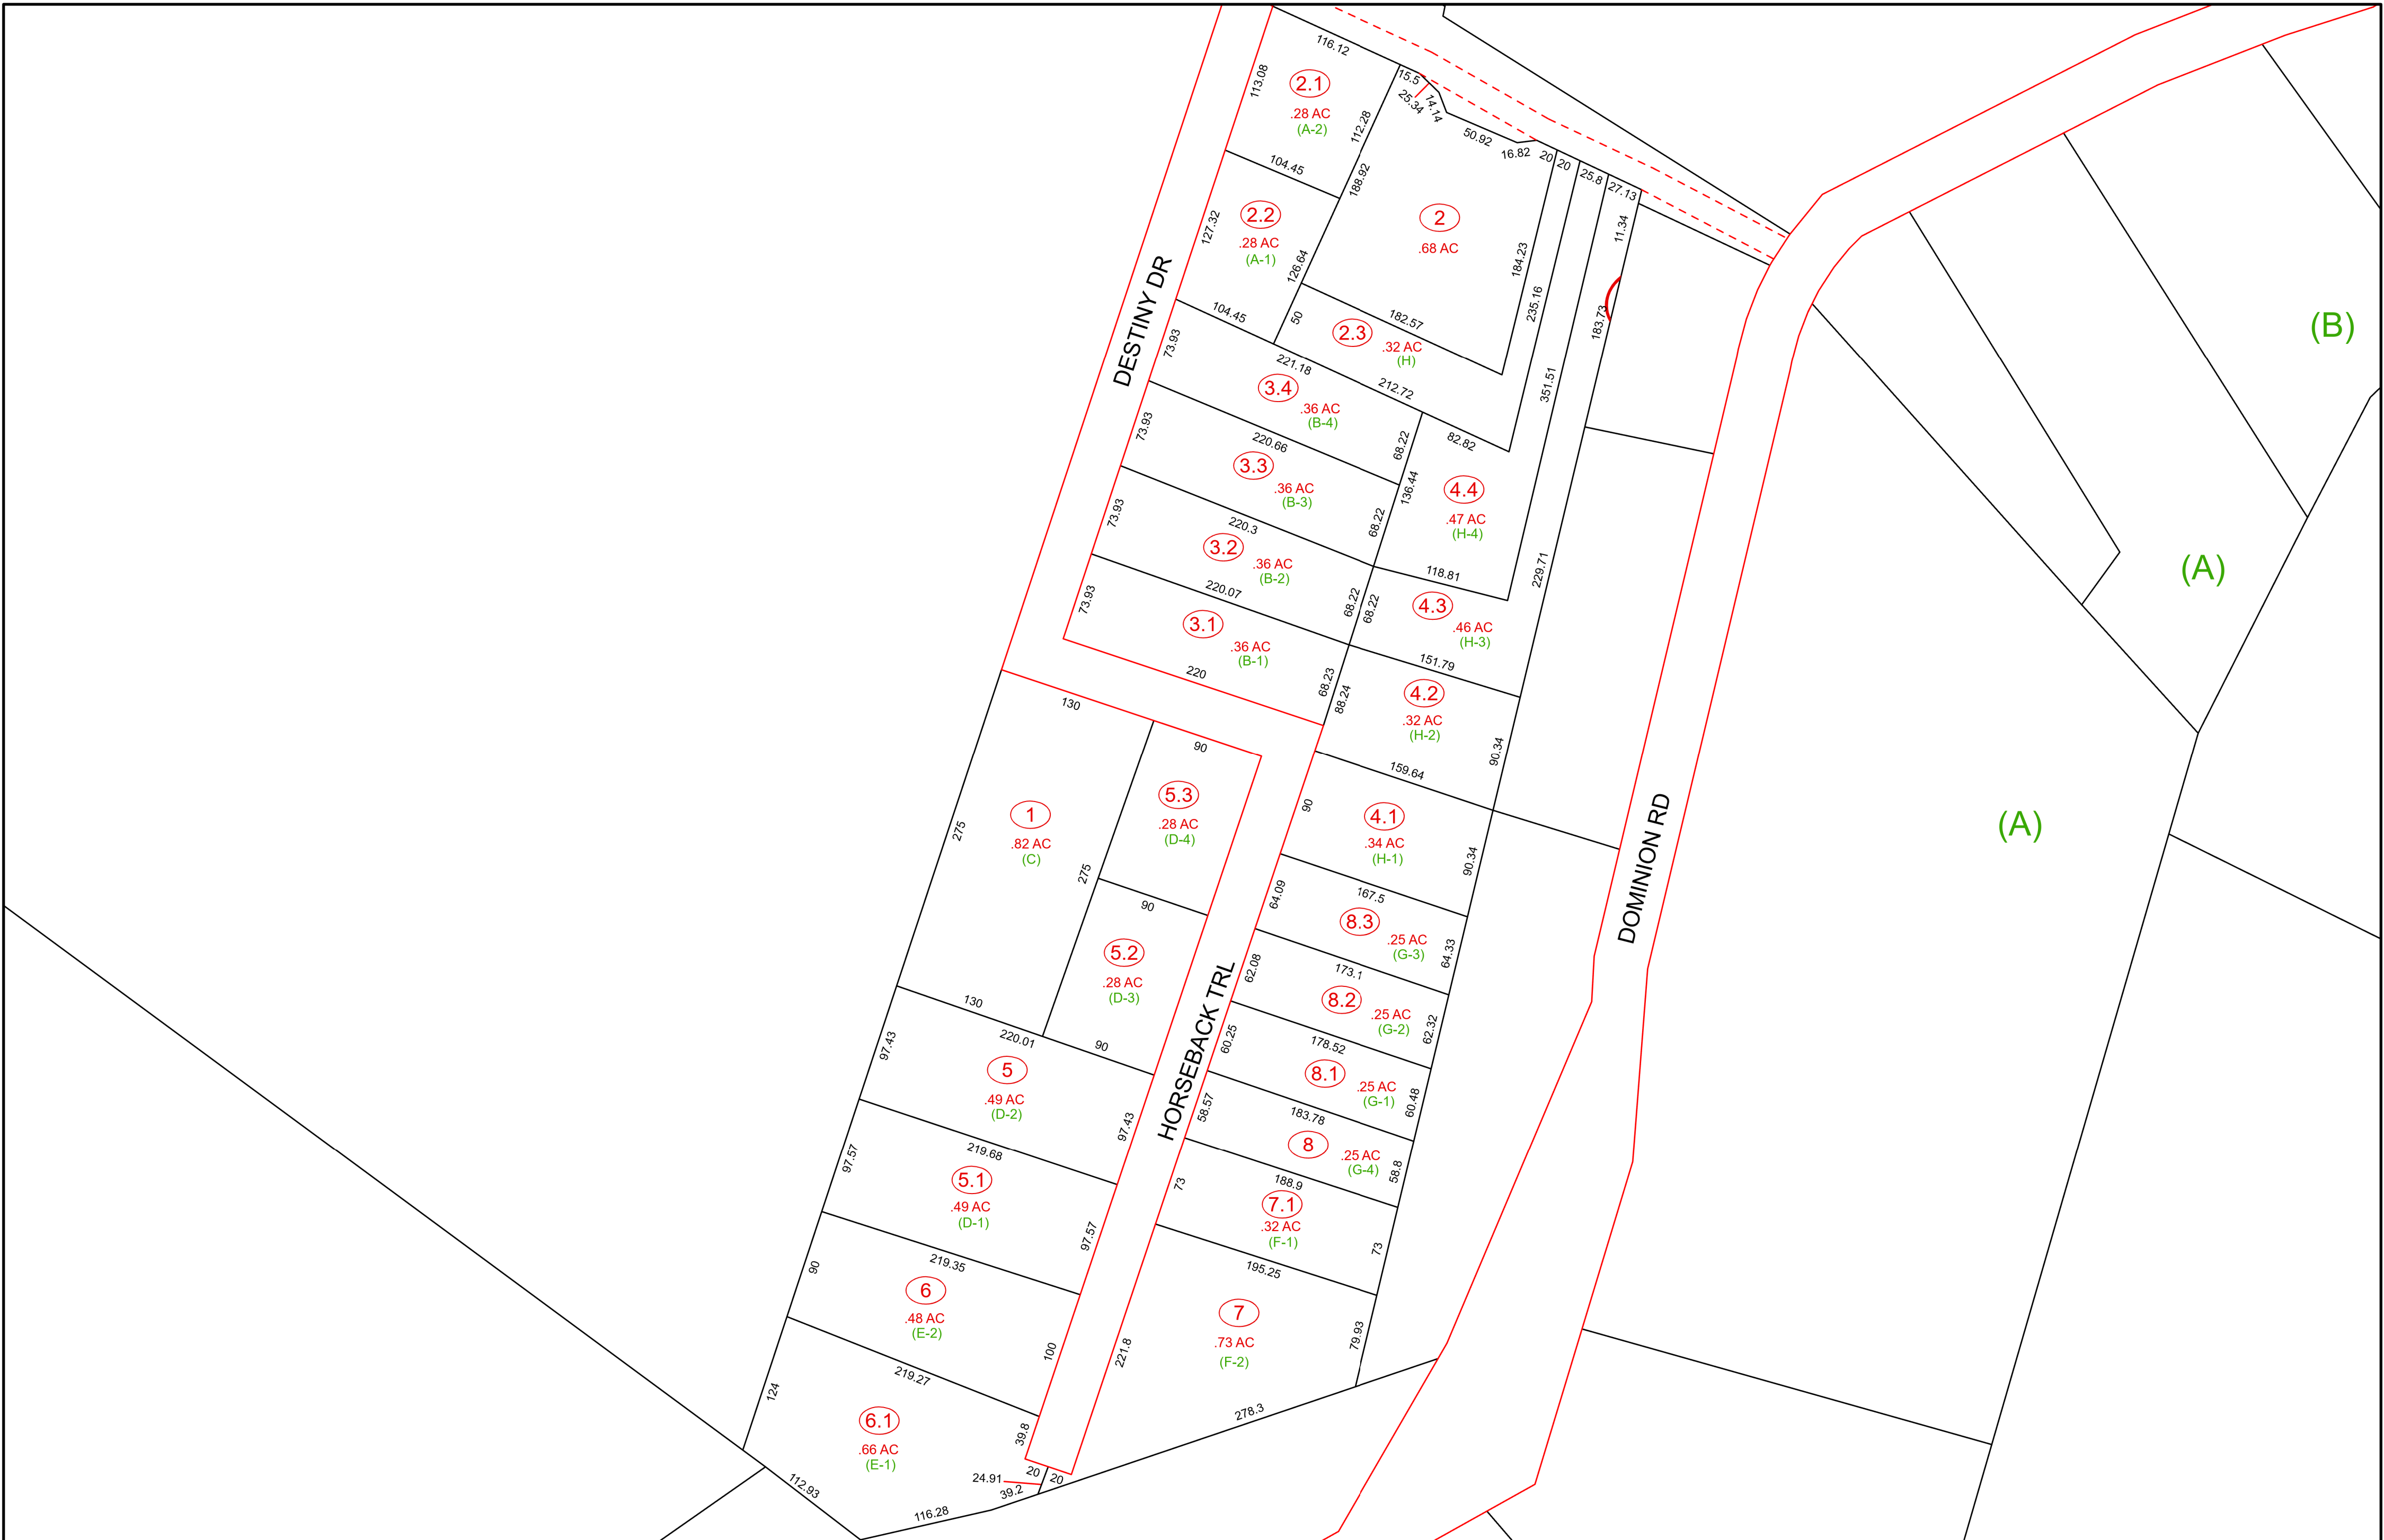 116.12
113.08
2.1
.28 AC
(A-2)
15.5
25.34
14.14
112.28
50.92
16.82
20
20
25.8
27.13
104.45
188.92
127.32
2.2
.28 AC
(A-1)
2
.68 AC
11.34
126.64
184.23
235.16
183.73
DESTINY DR
104.45
50
182.57
2.3
.32 AC
(H)
73.93
221.18
212.72
351.51
3.4
.36 AC
(B-4)
73.93
220.66
68.22
82.82
3.3
.36 AC
(B-3)
136.44
4.4
.47 AC
(H-4)
73.93
220.3
68.22
3.2
.36 AC
(B-2)
118.81
229.71
73.93
220.07
68.22
68.22
4.3
.46 AC
(H-3)
3.1
.36 AC
(B-1)
151.79
220
68.23
88.24
4.2
.32 AC
(H-2)
130
90
159.64
90.34
5.3
.28 AC
(D-4)
90
4.1
.34 AC
(H-1)
1
.82 AC
(C)
275
275
90.34
DOMINION RD
90
64.09
167.5
8.3
.25 AC
(G-3)
64.33
5.2
.28 AC
(D-3)
62.08
173.1
8.2
.25 AC
(G-2)
62.32
130
220.01
90
HORSEBACK TRL
60.25
178.52
8.1
.25 AC
(G-1)
60.48
97.43
5
.49 AC
(D-2)
97.43
58.57
183.78
8
.25 AC
(G-4)
58.8
97.57
219.68
5.1
.49 AC
(D-1)
97.57
73
188.9
7.1
.32 AC
(F-1)
73
90
219.35
6
.48 AC
(E-2)
100
195.25
7
.73 AC
(F-2)
221.8
79.93
124
219.27
6.1
.66 AC
(E-1)
39.8
278.3
20
20
24.91
39.2
112.93
116.28
(B)
(A)
(A)